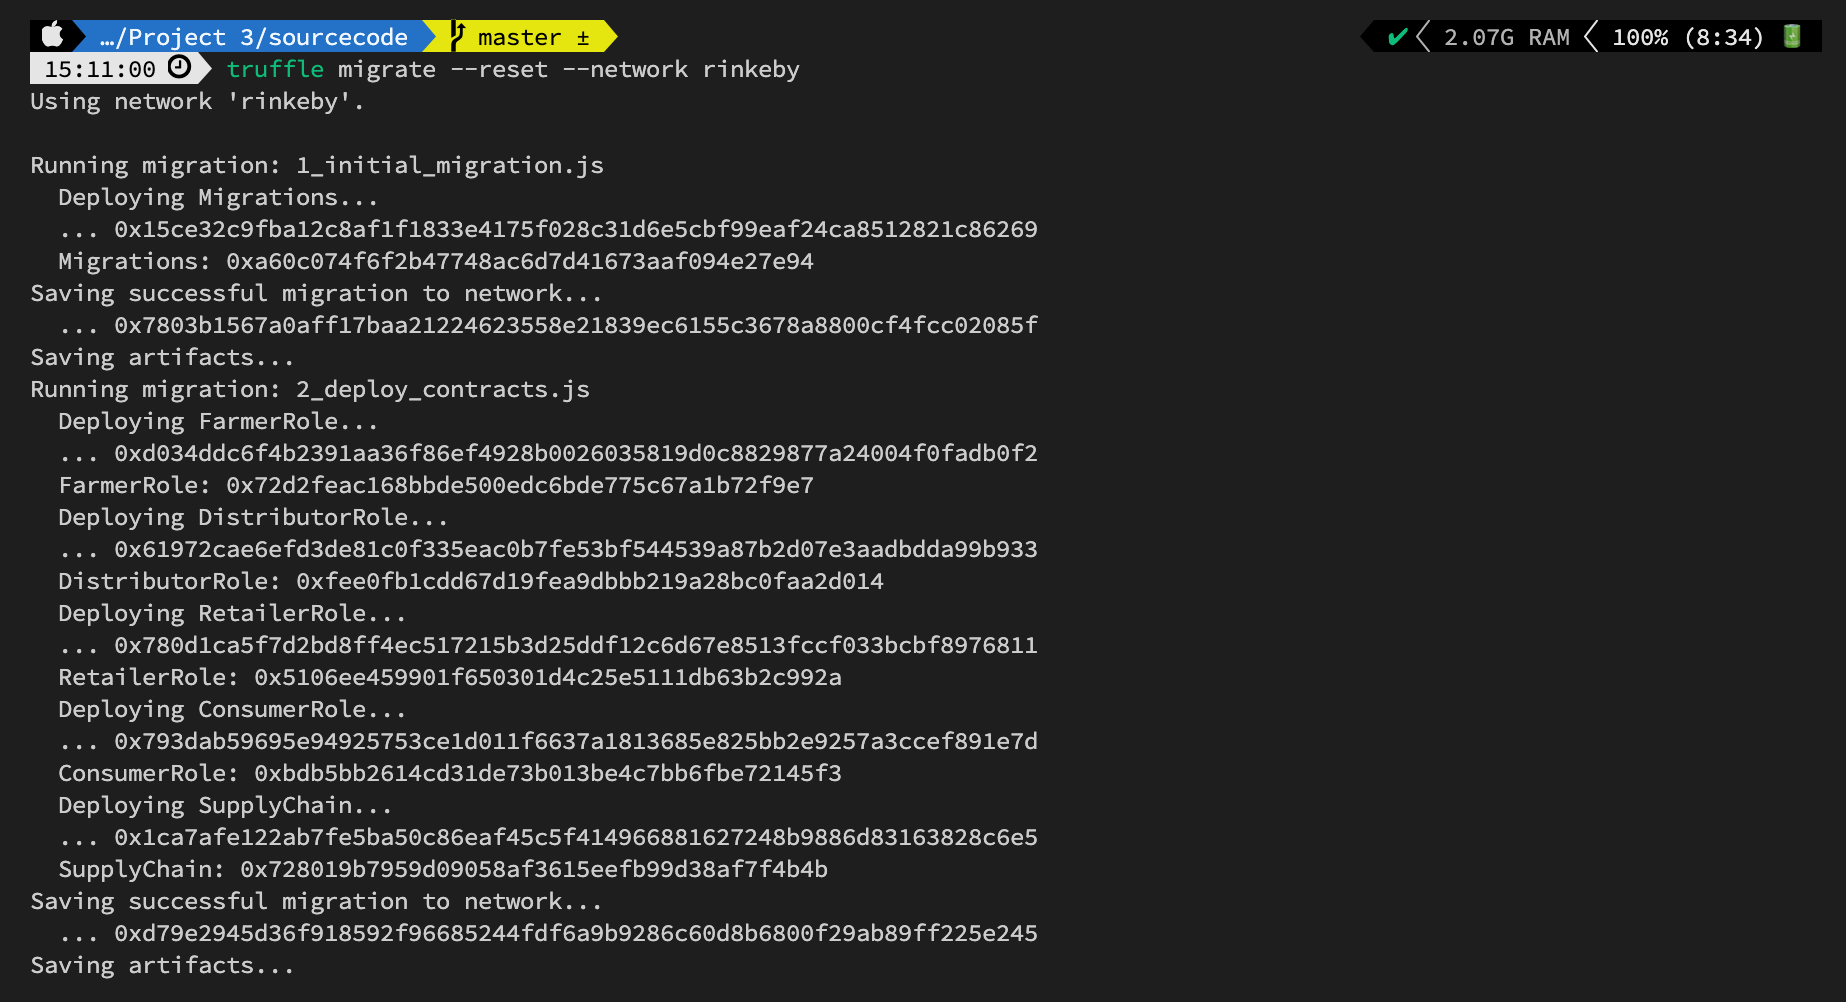 …/Project 3/sourcecode master ± ✔ 2.07G RAM 100% (8:34)
15:11:00 truffle migrate --reset --network rinkeby
Using network 'rinkeby'.
Running migration: 1_initial_migration.js
Deploying Migrations...
... 0x15ce32c9fba12c8af1f1833e4175f028c31d6e5cbf99eaf24ca8512821c86269
Migrations: 0xa60c074f6f2b47748ac6d7d41673aaf094e27e94
Saving successful migration to network...
... 0x7803b1567a0aff17baa21224623558e21839ec6155c3678a8800cf4fcc02085f
Saving artifacts...
Running migration: 2_deploy_contracts.js
Deploying FarmerRole...
... 0xd034ddc6f4b2391aa36f86ef4928b0026035819d0c8829877a24004f0fadb0f2
FarmerRole: 0x72d2feac168bbde500edc6bde775c67a1b72f9e7
Deploying DistributorRole...
... 0x61972cae6efd3de81c0f335eac0b7fe53bf544539a87b2d07e3aadbdda99b933
DistributorRole: 0xfee0fb1cdd67d19fea9dbbb219a28bc0faa2d014
Deploying RetailerRole...
... 0x780d1ca5f7d2bd8ff4ec517215b3d25ddf12c6d67e8513fccf033bcbf8976811
RetailerRole: 0x5106ee459901f650301d4c25e5111db63b2c992a
Deploying ConsumerRole...
... 0x793dab59695e94925753ce1d011f6637a1813685e825bb2e9257a3ccef891e7d
ConsumerRole: 0xbdb5bb2614cd31de73b013be4c7bb6fbe72145f3
Deploying SupplyChain...
... 0x1ca7afe122ab7fe5ba50c86eaf45c5f414966881627248b9886d83163828c6e5
SupplyChain: 0x728019b7959d09058af3615eefb99d38af7f4b4b
Saving successful migration to network...
... 0xd79e2945d36f918592f96685244fdf6a9b9286c60d8b6800f29ab89ff225e245
Saving artifacts...